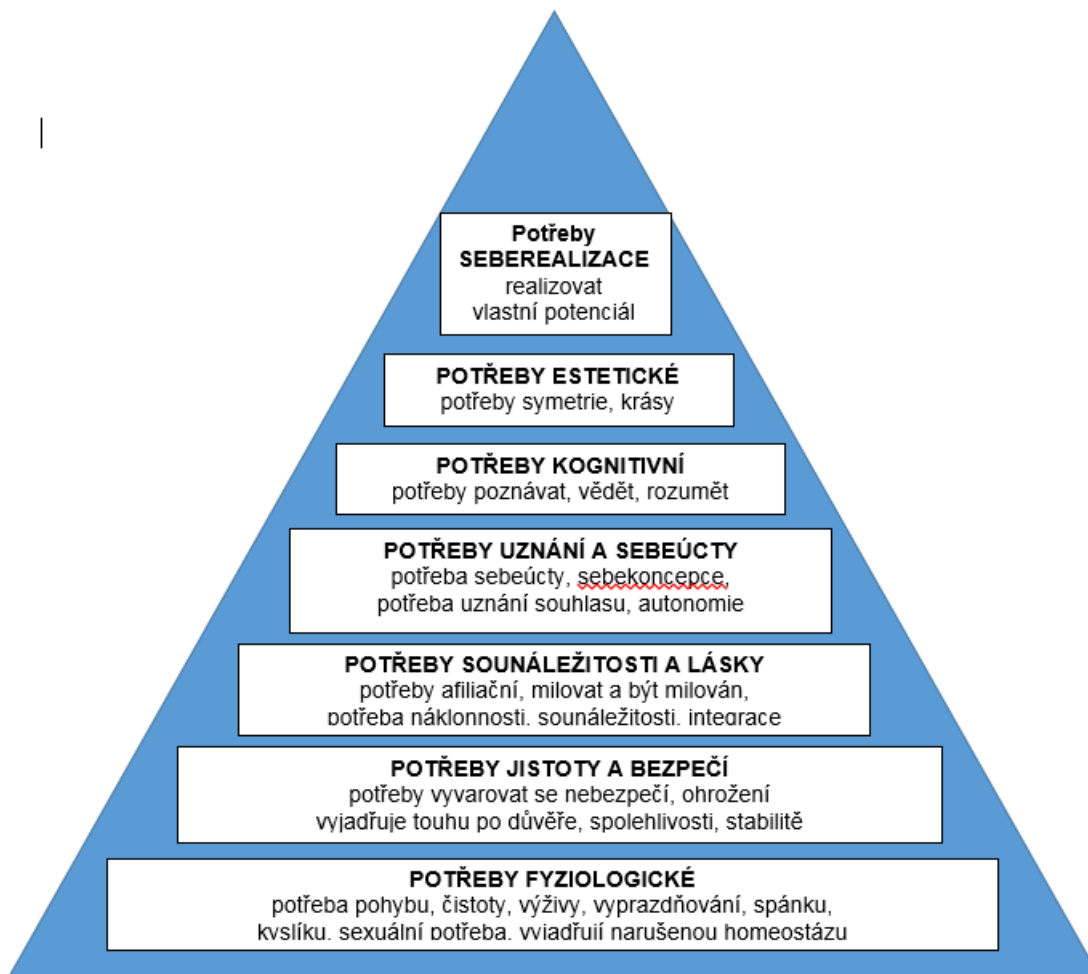 Potřeby
SEBEREALIZACE
realizovat
vlastní potenciál
POTŘEBY ESTETICKÉ
potřeby symetrie, krásy
POTŘEBY KOGNITIVNÍ
potřeby poznávat, vědět, rozumět
POTŘEBY UZNÁNÍ A SEBEÚCTY
potřeba sebeúcty, sebekoncepce,
potřeba uznání souhlasu, autonomie
POTŘEBY SOUNÁLEŽITOSTI A LÁSKY
potřeby afiliační, milovat a být milován,
potřeba náklonnosti, sounáležitosti, integrace
POTŘEBY JISTOTY A BEZPEČÍ
potřeby vyvarovat se nebezpečí, ohrožení
vyjadřuje touhu po důvěře, spolehlivosti, stabilitě
POTŘEBY FYZIOLOGICKÉ
potřeba pohybu, čistoty, výživy, vyprazdňování, spánku,
kyslíku, sexuální potřeba, vyjadřují narušenou homeostázu